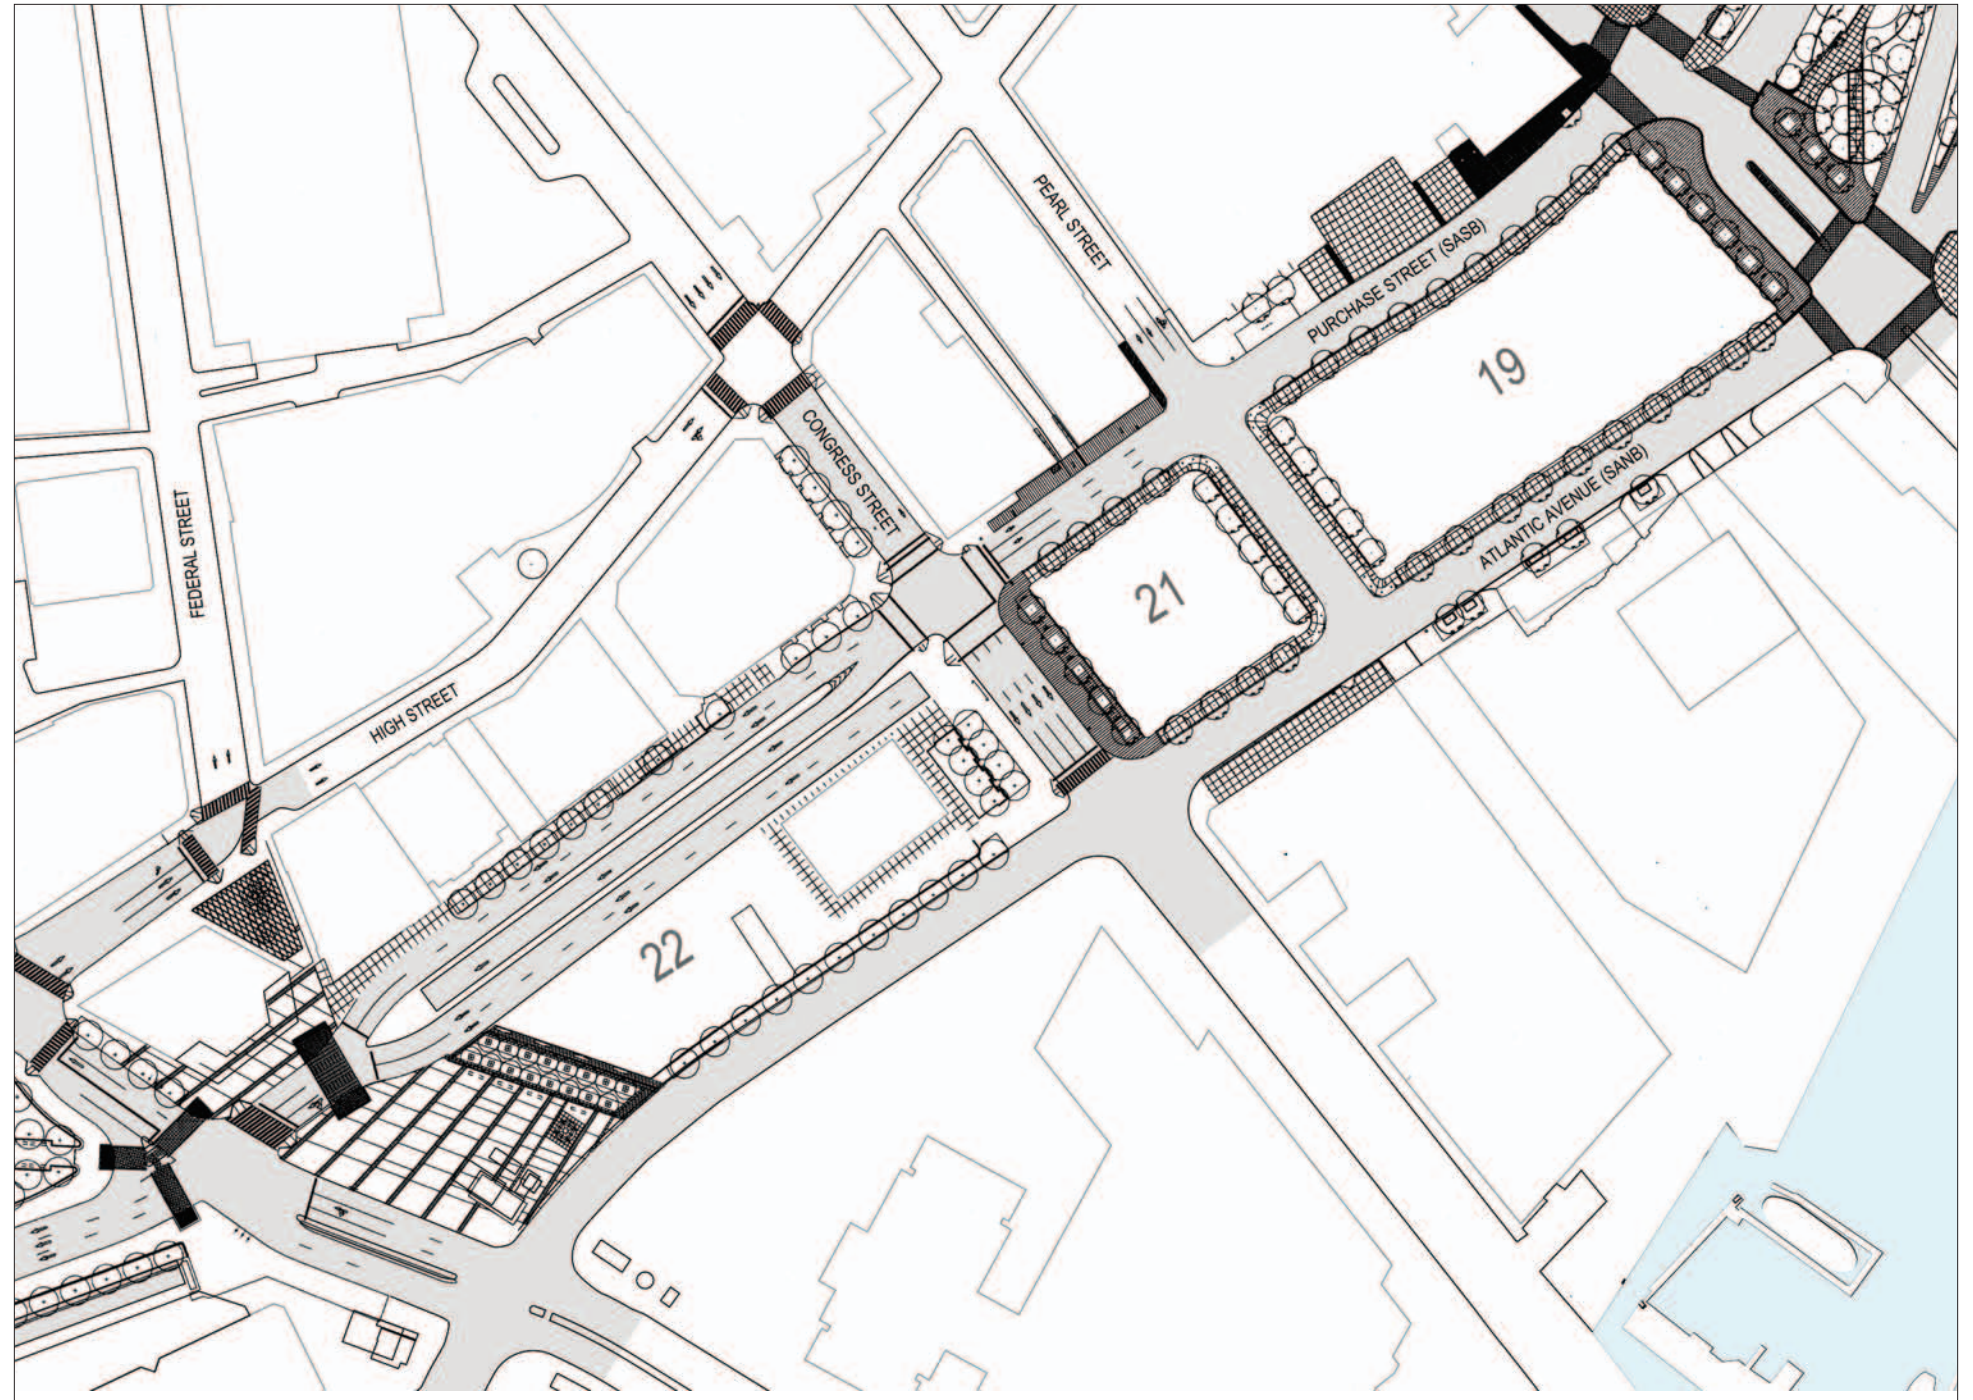 PEARL STREET
PURCHASE STREET (SASB)
19
CONGRESS STREET
ATLANTIC AVENUE (SANB)
FEDERAL STREET
21
HIGH STREET
22